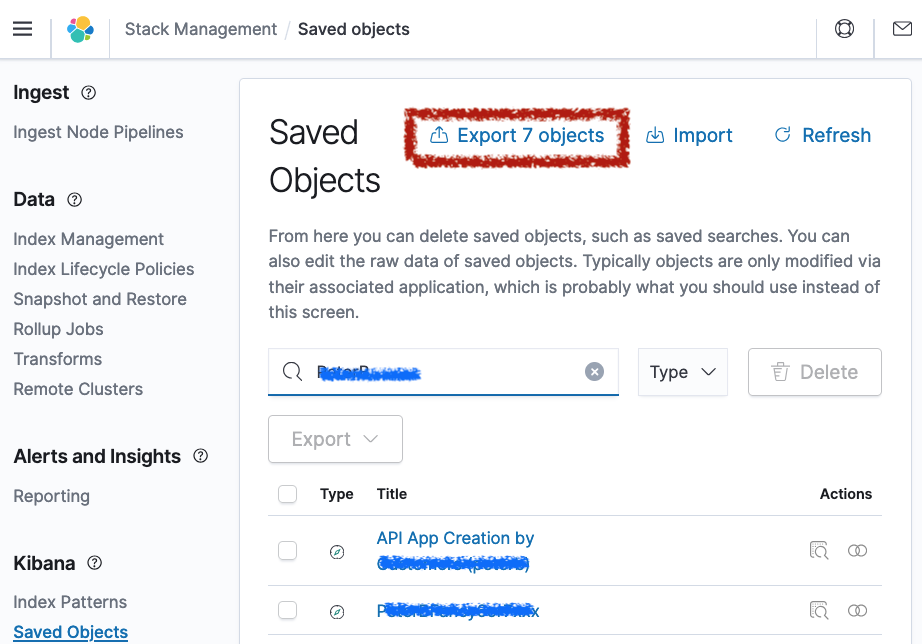 Stack Management / Saved objects
Ingest
Ingest Node Pipelines
Data
Index Management
Index Lifecycle Policies
Snapshot and Restore
Rollup Jobs
Transforms
Remote Clusters
Alerts and Insights
Reporting
Kibana
Index Patterns
Saved Objects
Saved
Objects
Export 7 objects
Import
Refresh
From here you can delete saved objects, such as saved searches. You can
also edit the raw data of saved objects. Typically objects are only modified via
their associated application, which is probably what you should use instead of
this screen.
Type
Delete
Export
Type Title Actions
API App Creation by